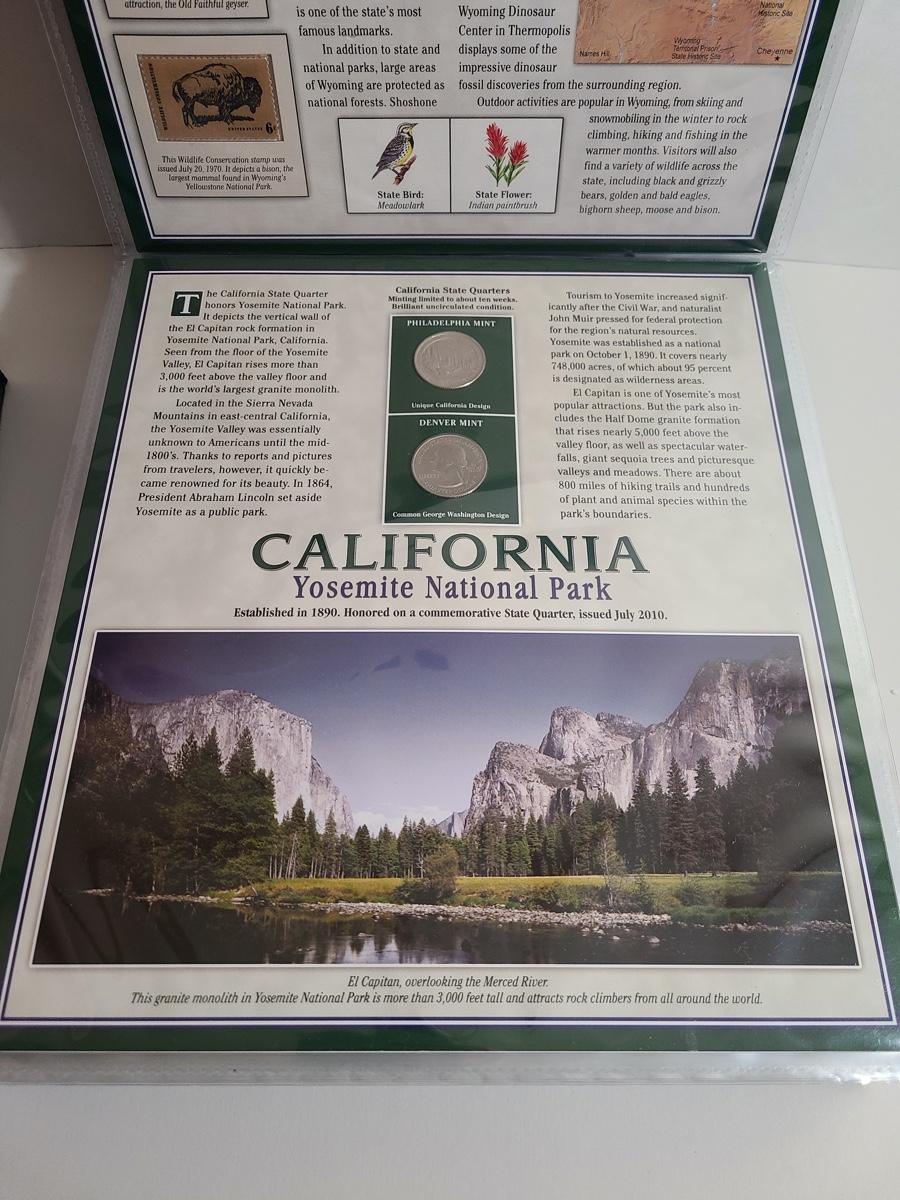 attraction, the Old Faithful geyser.
WILDLIFE CONSERVATION
UNITED STATES 6c
This Wildlife Conservation stamp was
issued July 20, 1970. It depicts a bison, the
largest mammal found in Wyoming's
Yellowstone National Park.
is one of the state's most
famous landmarks.
In addition to state and
national parks, large areas
of Wyoming are protected as
national forests. Shoshone
Wyoming Dinosaur
Center in Thermopolis
displays some of the
impressive dinosaur
fossil discoveries from the surrounding region.
Outdoor activities are popular in Wyoming, from skiing and
snowmobiling in the winter to rock
climbing, hiking and fishing in the
warmer months. Visitors will also
find a variety of wildlife across the
state, including black and grizzly
bears, golden and bald eagles,
bighorn sheep, moose and bison.
National
Historic Site
Names Hill
Wyoming
Territorial Prison
State Historic Site
Cheyenne
State Bird:
Meadowlark
State Flower:
Indian paintbrush
The California State Quarter
honors Yosemite National Park.
It depicts the vertical wall of
the El Capitan rock formation in
Yosemite National Park, California.
Seen from the floor of the Yosemite
Valley, El Capitan rises more than
3,000 feet above the valley floor and
is the world's largest granite monolith.
Located in the Sierra Nevada
Mountains in east-central California,
the Yosemite Valley was essentially
unknown to Americans until the mid-
1800's. Thanks to reports and pictures
from travelers, however, it quickly be-
came renowned for its beauty. In 1864,
President Abraham Lincoln set aside
Yosemite as a public park.
California State Quarters
Minting limited to about ten weeks.
Brilliant uncirculated condition.
PHILADELPHIA MINT
Unique California Design
DENVER MINT
Common George Washington Design
Tourism to Yosemite increased signif-
icantly after the Civil War, and naturalist
John Muir pressed for federal protection
for the region's natural resources.
Yosemite was established as a national
park on October 1, 1890. It covers nearly
748,000 acres, of which about 95 percent
is designated as wilderness areas.
El Capitan is one of Yosemite's most
popular attractions. But the park also in-
cludes the Half Dome granite formation
that rises nearly 5,000 feet above the
valley floor, as well as spectacular water-
falls, giant sequoia trees and picturesque
valleys and meadows. There are about
800 miles of hiking trails and hundreds
of plant and animal species within the
park's boundaries.
CALIFORNIA
Yosemite National Park
Established in 1890. Honored on a commemorative State Quarter, issued July 2010.
El Capitan, overlooking the Merced River.
This granite monolith in Yosemite National Park is more than 3,000 feet tall and attracts rock climbers from all around the world.